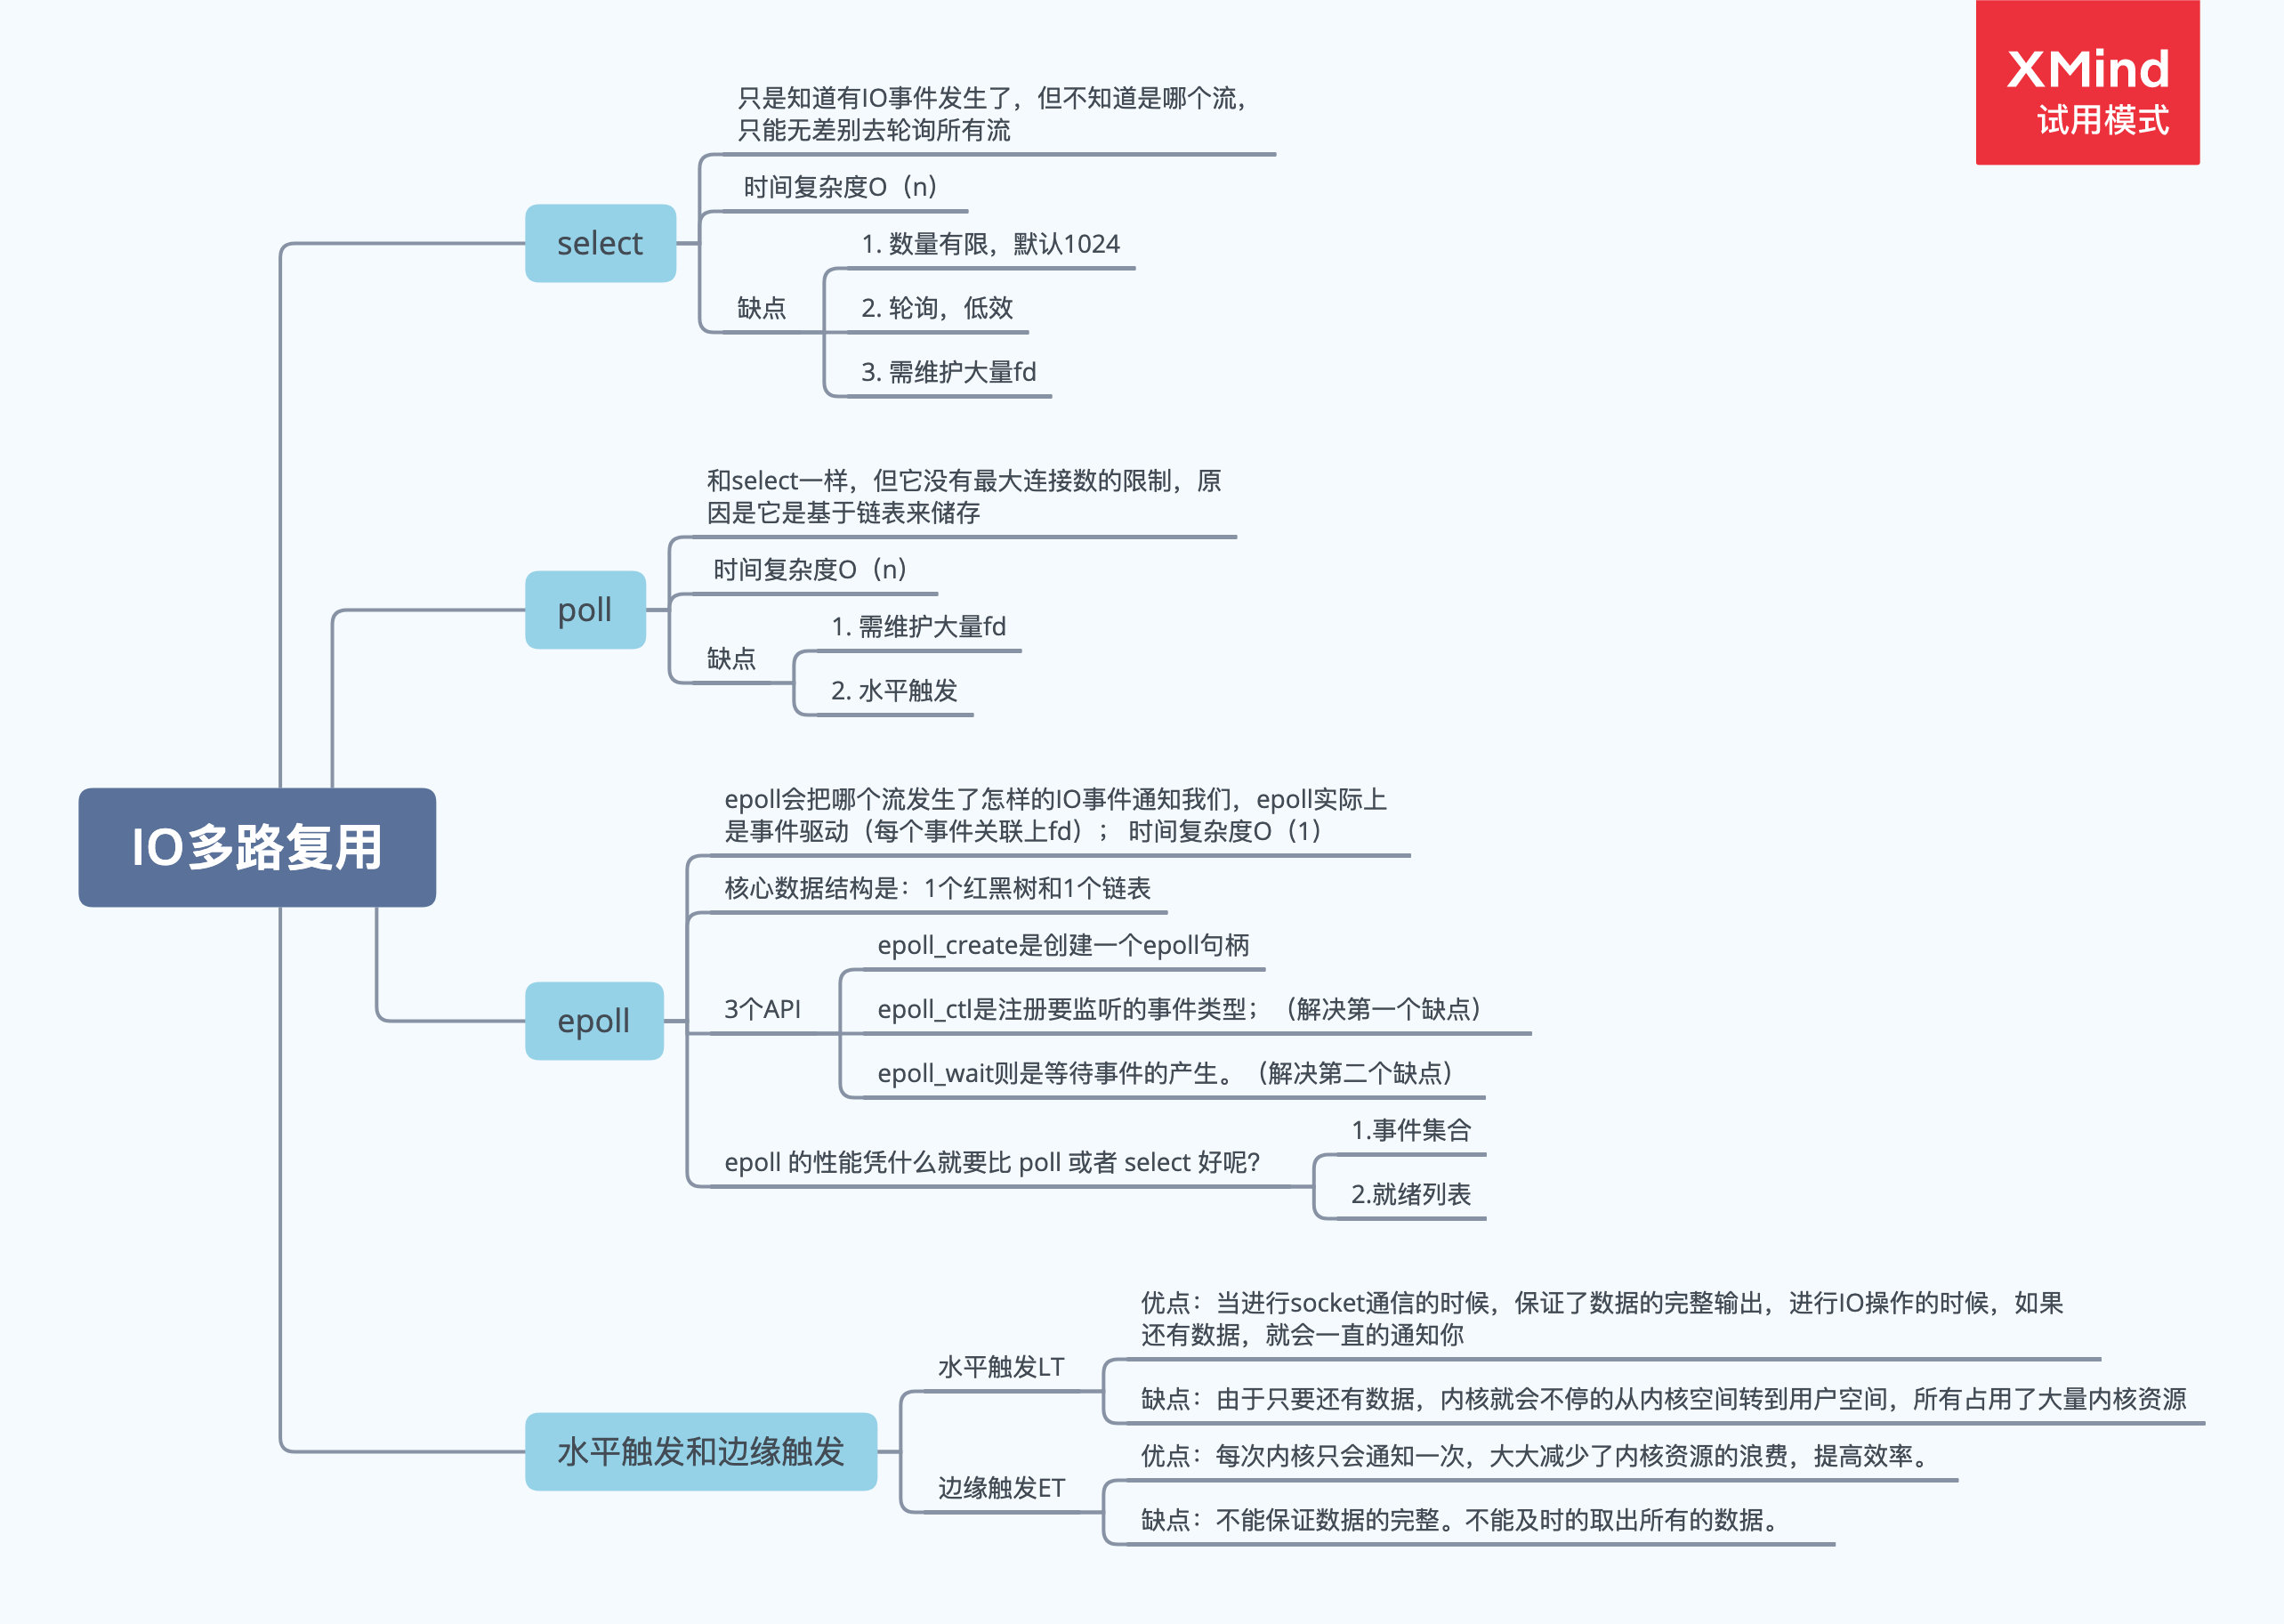 XMind
试用模式
只是知道有IO事件发生了，但不知道是哪个流，
只能无差别去轮询所有流
时间复杂度O（n）
select
1. 数量有限，默认1024
缺点
2. 轮询，低效
3. 需维护大量fd
和select一样，但它没有最大连接数的限制，原
因是它是基于链表来储存
时间复杂度O（n）
poll
1. 需维护大量fd
缺点
2. 水平触发
IO多路复用
epoll会把哪个流发生了怎样的IO事件通知我们，epoll实际上
是事件驱动（每个事件关联上fd）； 时间复杂度O（1）
核心数据结构是：1个红黑树和1个链表
epoll
epoll_create是创建一个epoll句柄
3个API
epoll_ctl是注册要监听的事件类型；（解决第一个缺点）
epoll_wait则是等待事件的产生。（解决第二个缺点）
epoll 的性能凭什么就要比 poll 或者 select 好呢？
1.事件集合
2.就绪列表
水平触发和边缘触发
水平触发LT
优点：当进行socket通信的时候，保证了数据的完整输出，进行IO操作的时候，如果
还有数据，就会一直的通知你
缺点：由于只要还有数据，内核就会不停的从内核空间转到用户空间，所有占用了大量内核资源
边缘触发ET
优点：每次内核只会通知一次，大大减少了内核资源的浪费，提高效率。
缺点：不能保证数据的完整。不能及时的取出所有的数据。